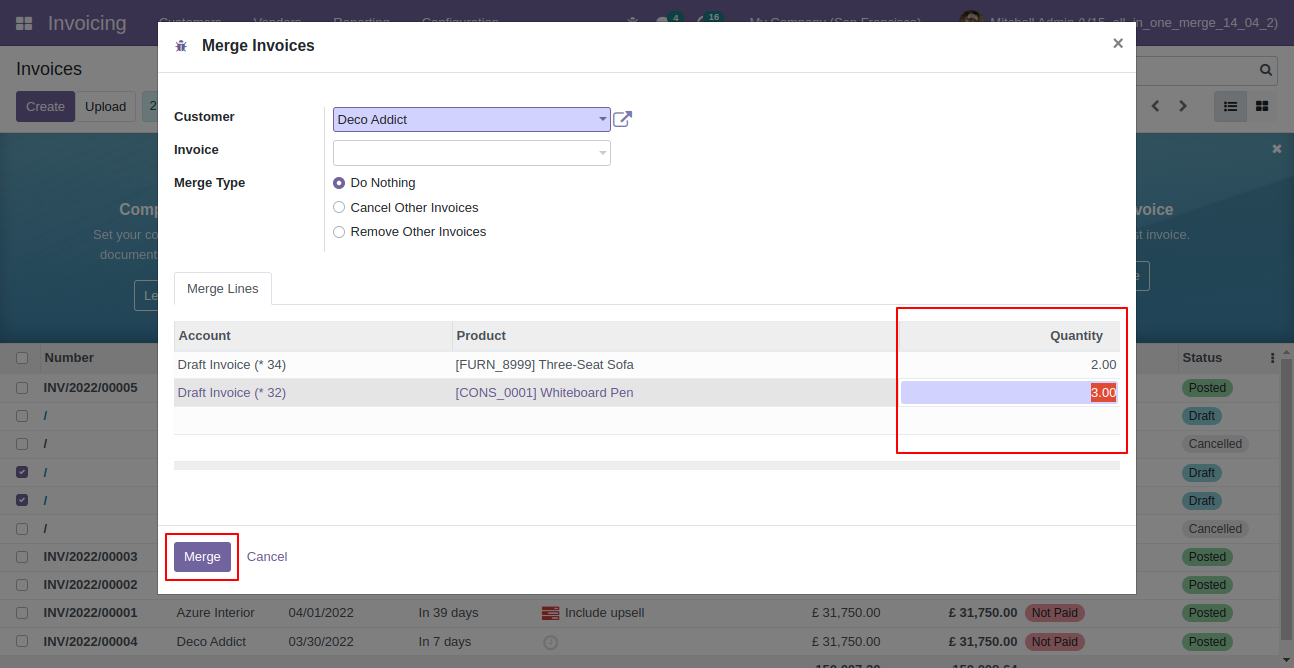 Invoicing
Configuration
4
16
My Company (San Francisco)
Mitchell Admin (V15_all_in_one_merge_14_04_2)
Merge Invoices
×
Invoices
Create
Upload
2
Customer
Deco Addict
Invoice
Merge Type
Do Nothing
Cancel Other Invoices
Remove Other Invoices
Merge Lines
Account Product Quantity
Draft Invoice (* 34) [FURN_8999] Three-Seat Sofa 2.00
Draft Invoice (* 32) [CONS_0001] Whiteboard Pen 3.00
Merge
Cancel
Set your co
document
Le
voice
st invoice.
e
Number Status
INV/2022/00005 Posted
/ Draft
/ Cancelled
/ Draft
/ Draft
/ Cancelled
INV/2022/00003 Posted
INV/2022/00002 Posted
INV/2022/00001 Azure Interior 04/01/2022 In 39 days Include upsell £ 31,750.00 £ 31,750.00 Not Paid Posted
INV/2022/00004 Deco Addict 03/30/2022 In 7 days £ 31,750.00 £ 31,750.00 Not Paid Posted